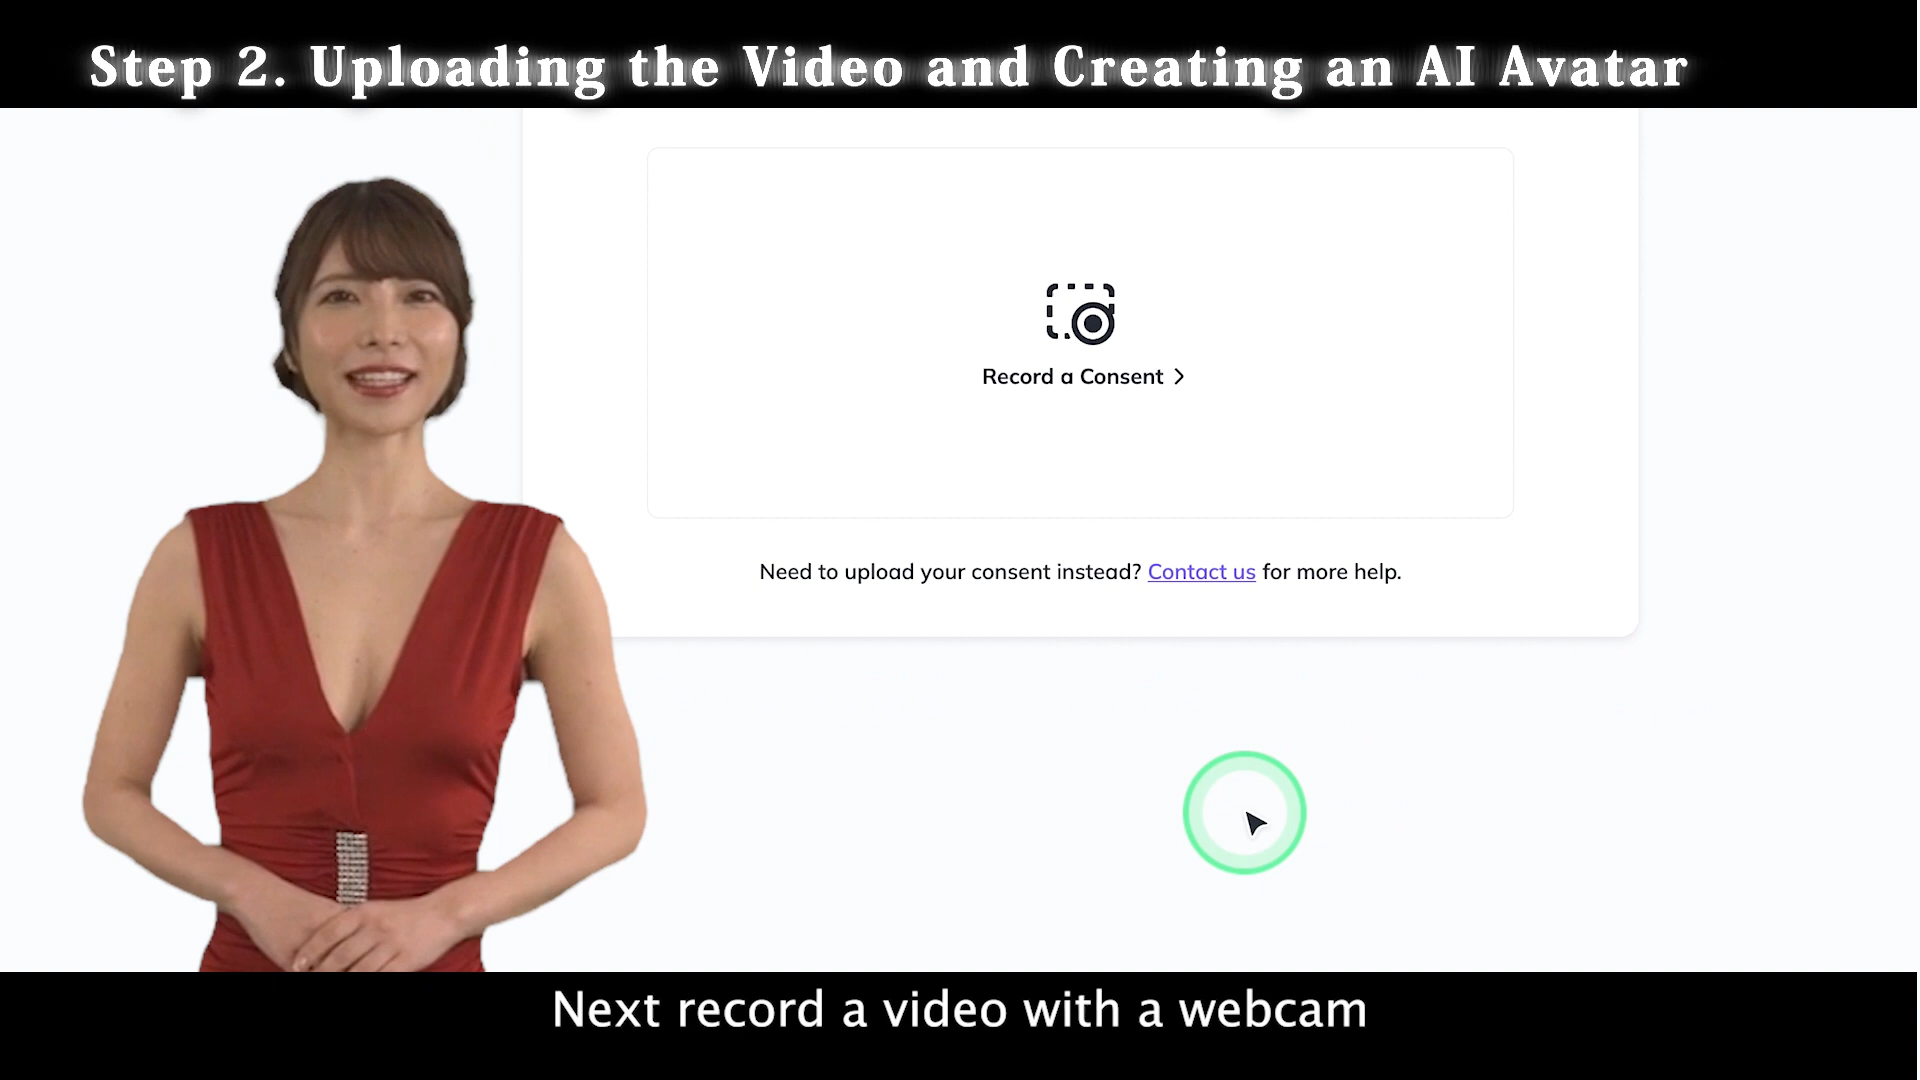 Step 2. Uploading the Video and Creating an AI Avatar
Record a Consent
Need to upload your consent instead? Contact us for more help.
Next record a video with a webcam